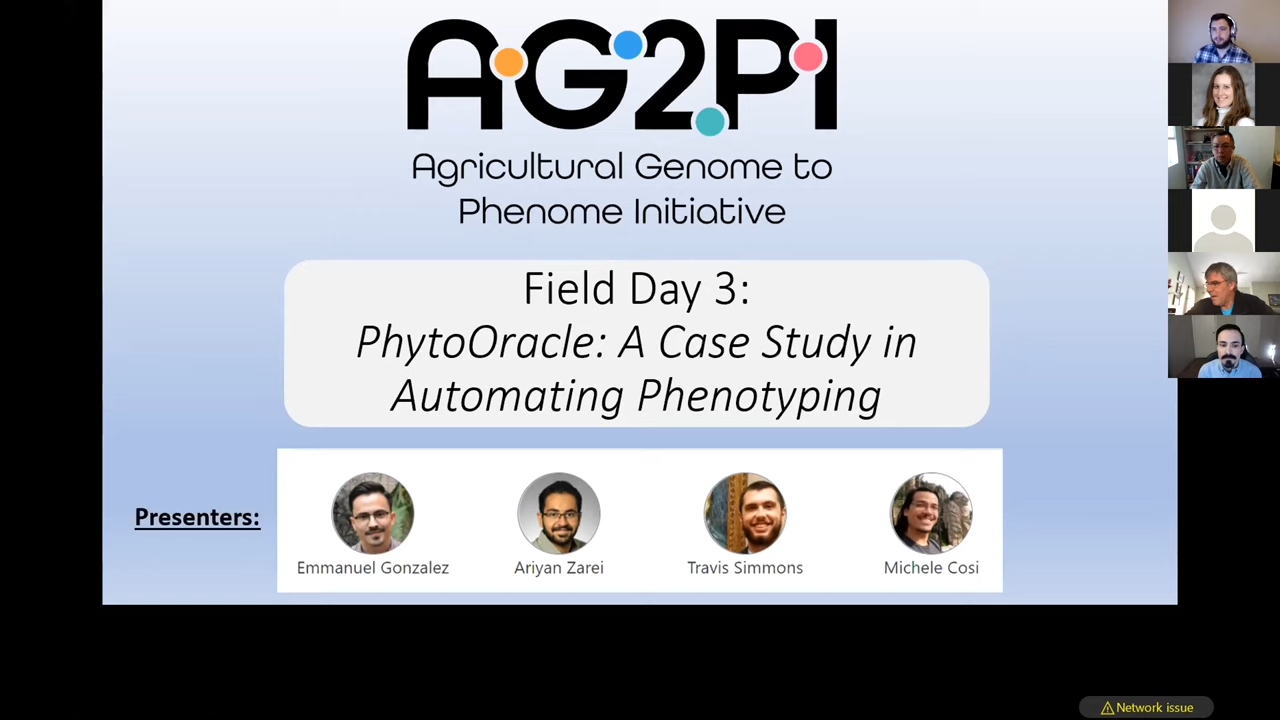 AG2PI
Agricultural Genome to
Phenome Initiative
Field Day 3:
PhytoOracle: A Case Study in
Automating Phenotyping
Presenters:
Emmanuel Gonzalez
Ariyan Zarei
Travis Simmons
Michele Cosi
Network issue